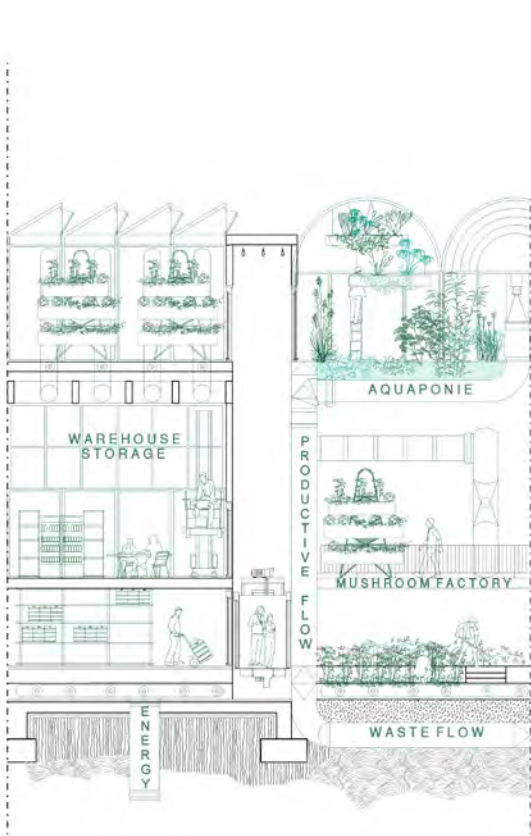 AQUAPONIE
WAREHOUSE
STORAGE
PRODUCTIVE FLOW
MUSHROOM FACTORY
ENERGY
WASTE FLOW